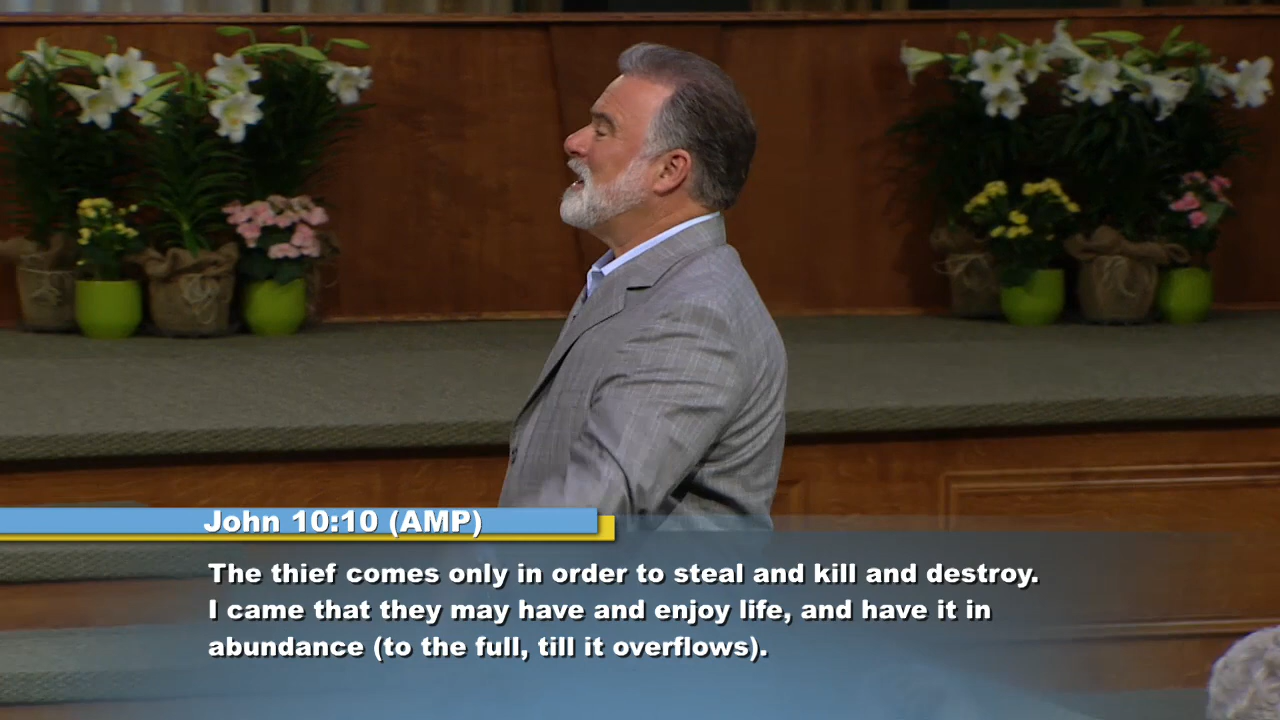 John 10:10 (AMP)
The thief comes only in order to steal and kill and destroy.
I came that they may have and enjoy life, and have it in
abundance (to the full, till it overflows).